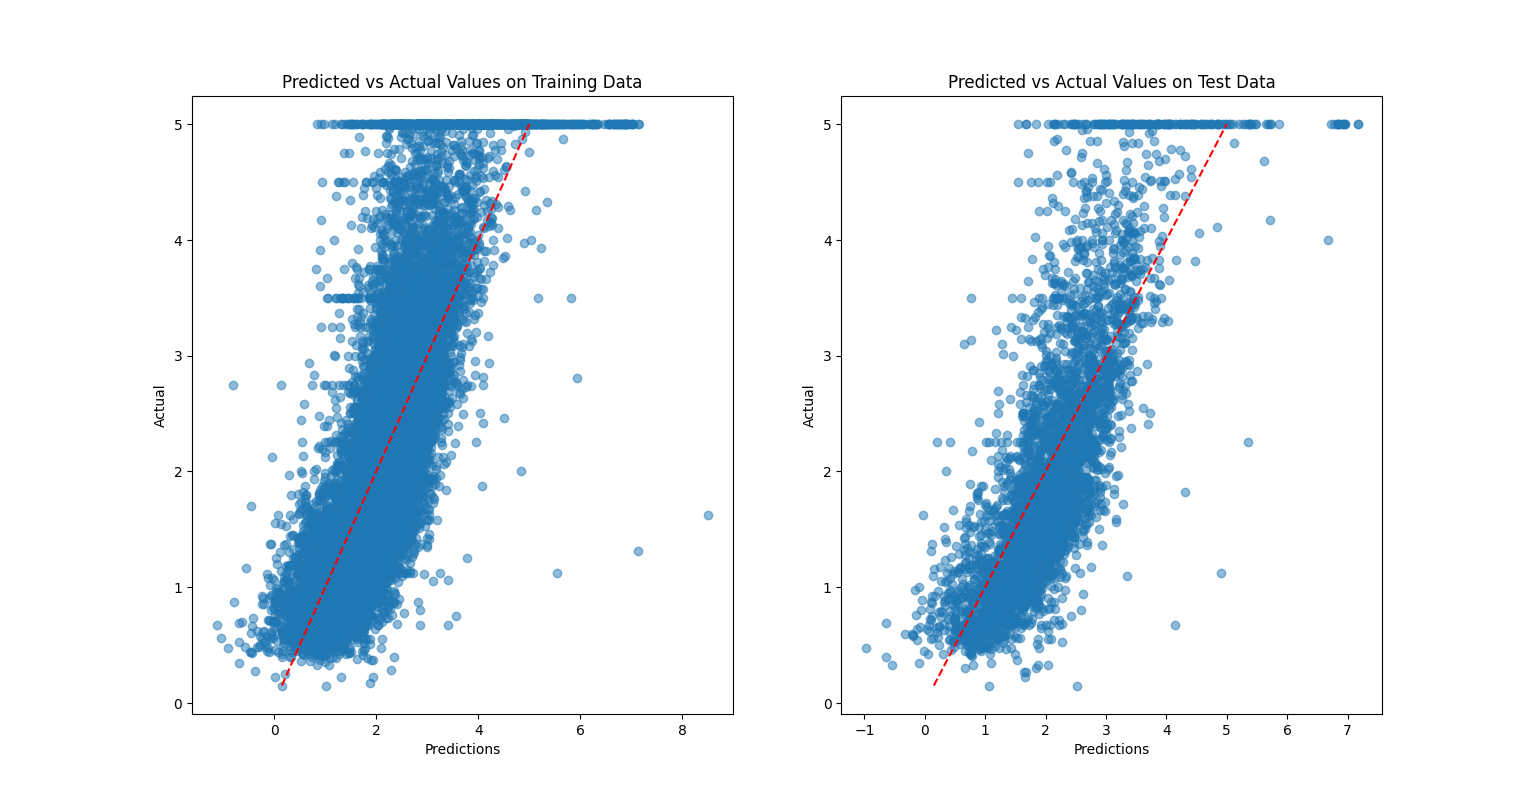 Predicted vs Actual Values on Training Data
5
4
3
2
1
0
Actual
0 2 4 6 8
Predictions
Predicted vs Actual Values on Test Data
5
4
3
2
1
0
Actual
−1 0 1 2 3 4 5 6 7
Predictions